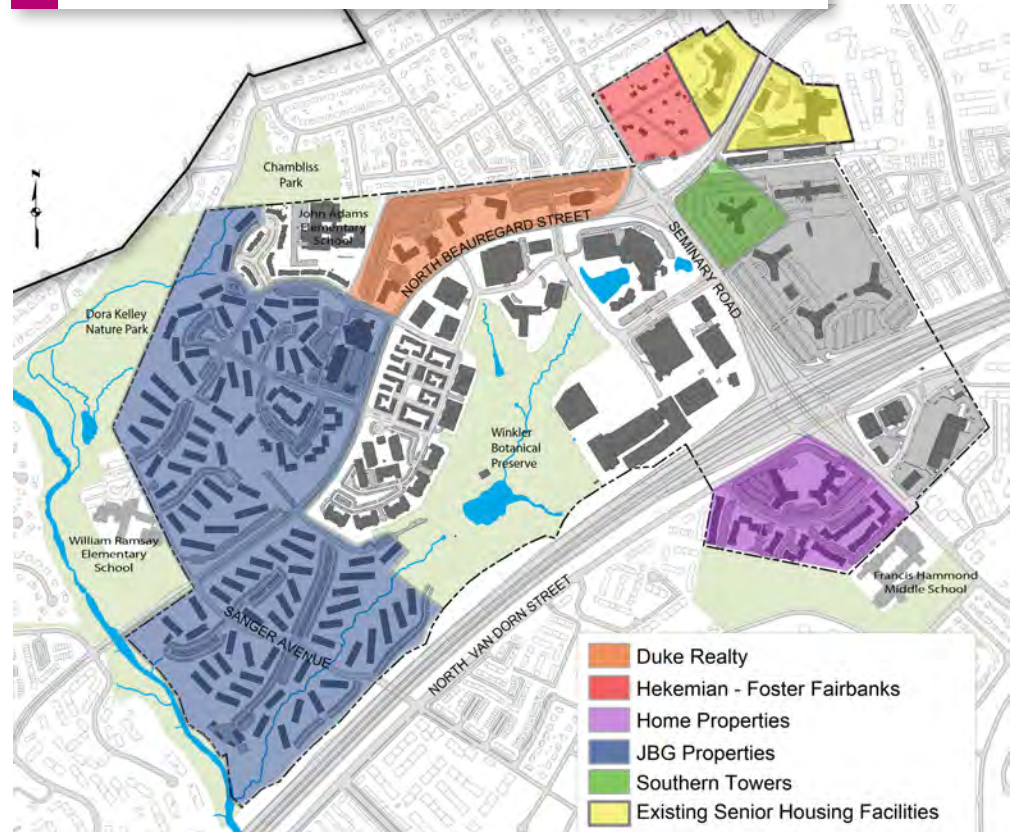 Chambliss
Park
John Adams
Elementary
School
NORTH BEAUREGARD STREET
SEMINARY ROAD
Dora Kelley
Nature Park
Winkler
Botanical
Preserve
William Ramsay
Elementary
School
Francis Hammond
Middle School
SANGER AVENUE
NORTH VAN DORN STREET
Duke Realty
Hekemian - Foster Fairbanks
Home Properties
JBG Properties
Southern Towers
Existing Senior Housing Facilities